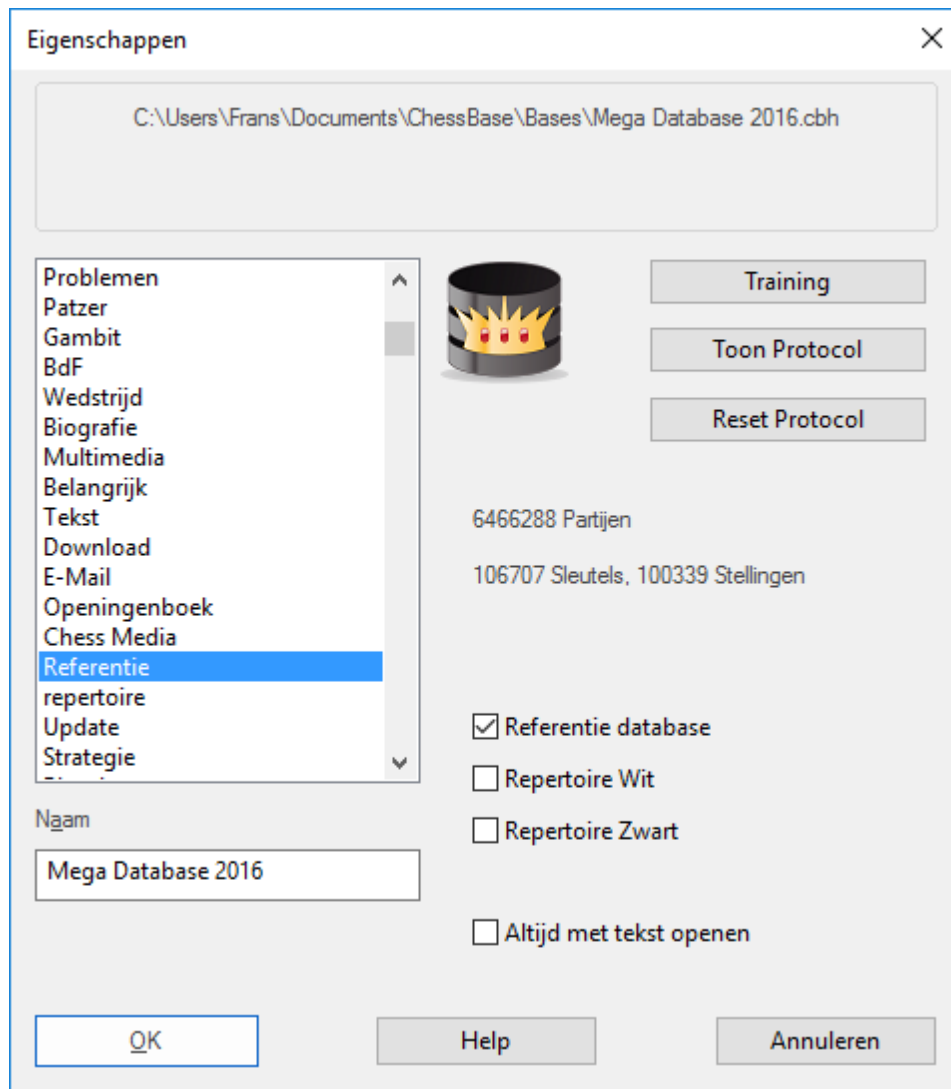 Eigenschappen
C:\Users\Frans\Documents\ChessBase\Bases\Mega Database 2016.cbh
Problemen
Patzer
Gambit
BdF
Wedstrijd
Biografie
Multimedia
Belangrijk
Tekst
Download
E-Mail
Openingenboek
Chess Media
Referentie
repertoire
Update
Strategie
Training
Toon Protocol
Reset Protocol
6466288 Partijen
106707 Sleutels, 100339 Stellingen
Referentie database
Repertoire Wit
Repertoire Zwart
Naam
Mega Database 2016
Altijd met tekst openen
OK
Help
Annuleren